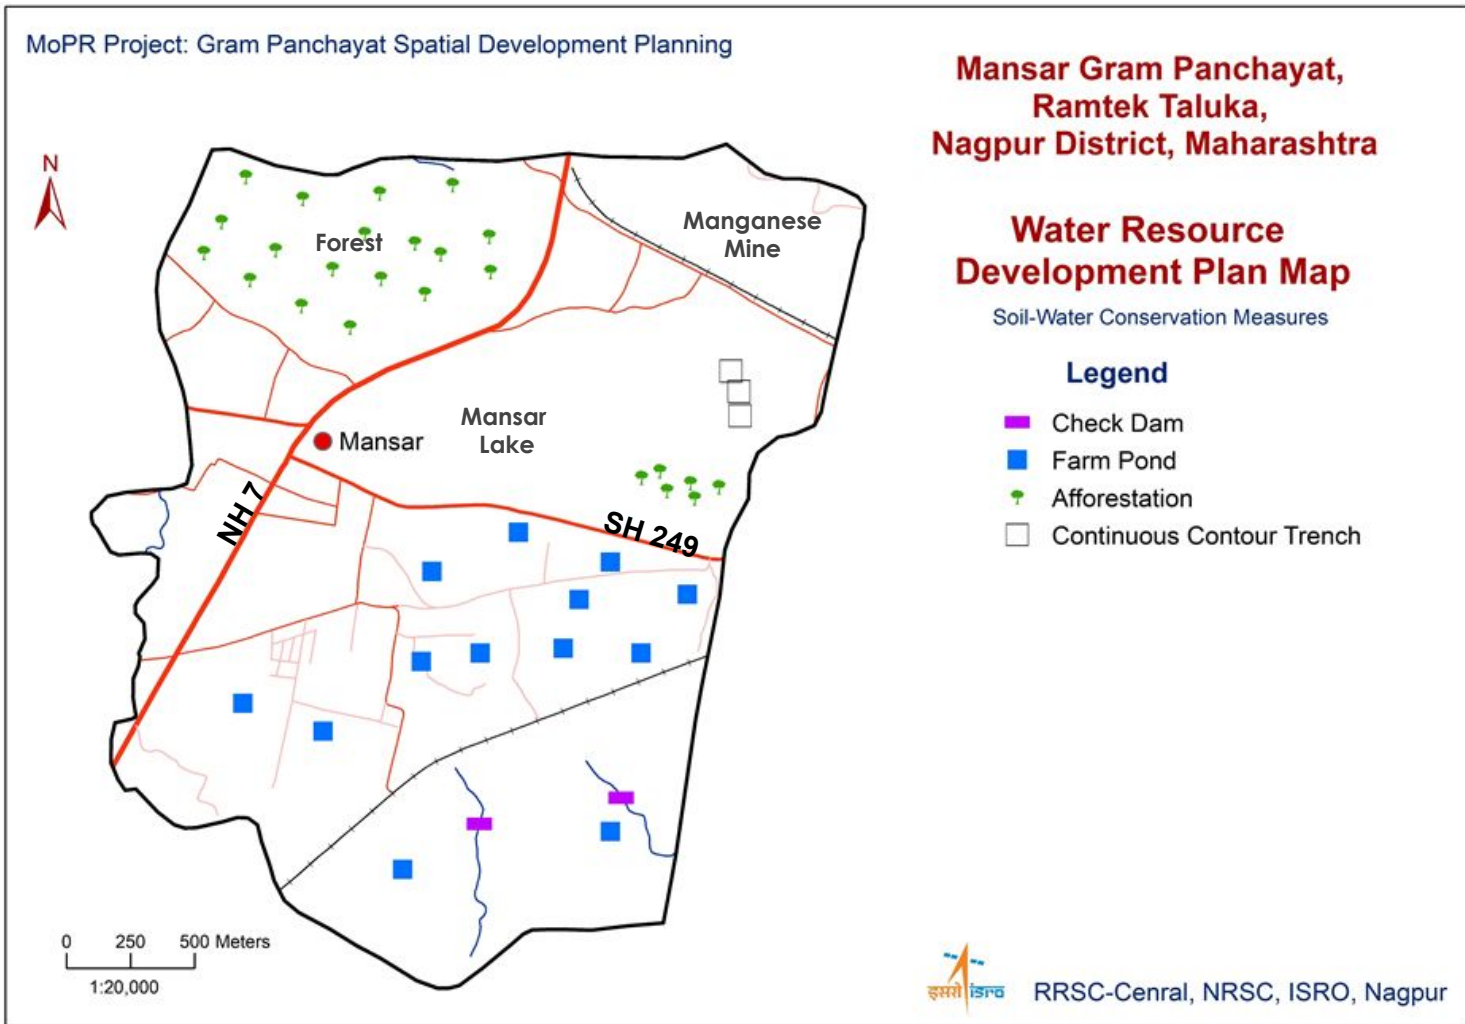 MoPR Project: Gram Panchayat Spatial Development Planning
Mansar Gram Panchayat,
Ramtek Taluka,
Nagpur District, Maharashtra
Water Resource
Development Plan Map
Soil-Water Conservation Measures
Legend
Check Dam
Farm Pond
Afforestation
Continuous Contour Trench
N
Forest
Manganese
Mine
Mansar
Lake
Mansar
NH 7
SH 249
0 250 500 Meters
1:20,000
इसरो isro
RRSC-Cenral, NRSC, ISRO, Nagpur